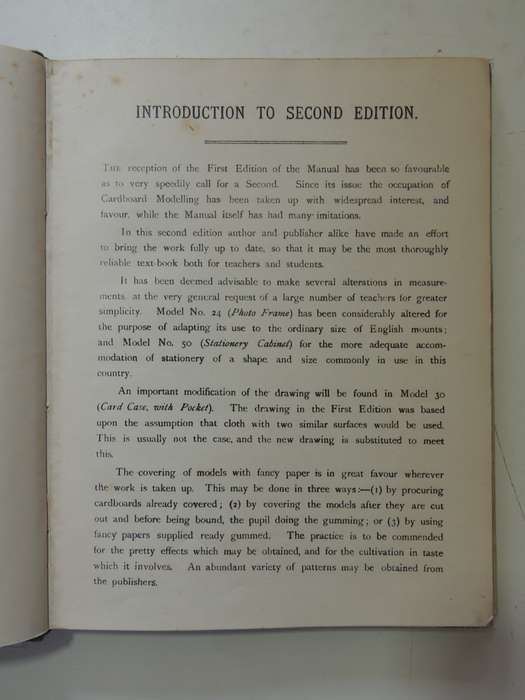 INTRODUCTION TO SECOND EDITION.
THE reception of the First Edition of the Manual has been so favourable
as to very speedily call for a Second. Since its issue the occupation of
Cardboard Modelling has been taken up with widespread interest, and
favour, while the Manual itself has had many imitations.
In this second edition author and publisher alike have made an effort
to bring the work fully up to date, so that it may be the most thoroughly
reliable text-book both for teachers and students.
It has been deemed advisable to make several alterations in measure-
ments, at the very general request of a large number of teachers for greater
simplicity. Model No. 24 (Photo Frame) has been considerably altered for
the purpose of adapting its use to the ordinary size of English mounts;
and Model No. 50 (Stationery Cabinet) for the more adequate accom-
modation of stationery of a shape and size commonly in use in this
country.
An important modification of the drawing will be found in Model 30
(Card Case, with Pocket). The drawing in the First Edition was based
upon the assumption that cloth with two similar surfaces would be used.
This is usually not the case, and the new drawing is substituted to meet
this.
The covering of models with fancy paper is in great favour wherever
the work is taken up. This may be done in three ways:—(1) by procuring
cardboards already covered; (2) by covering the models after they are cut
out and before being bound, the pupil doing the gumming; or (3) by using
fancy papers supplied ready gummed. The practice is to be commended
for the pretty effects which may be obtained, and for the cultivation in taste
which it involves. An abundant variety of patterns may be obtained from
the publishers.